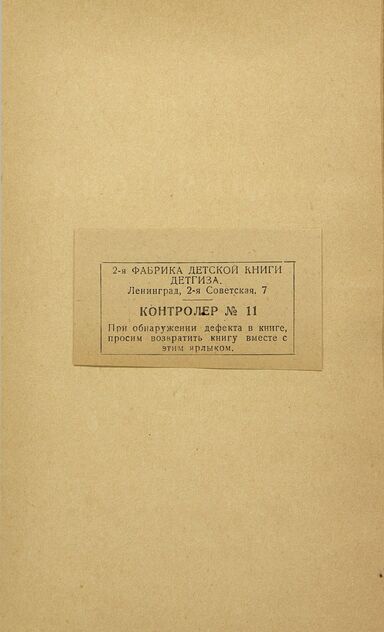 2-я ФАБРИКА ДЕТСКОЙ КНИГИ
ДЕТГИЗА.
Ленинград, 2-я Советская, 7
КОНТРОЛЕР № 11
При обнаружении дефекта в книге,
просим возвратить книгу вместе с
этим ярлыком.